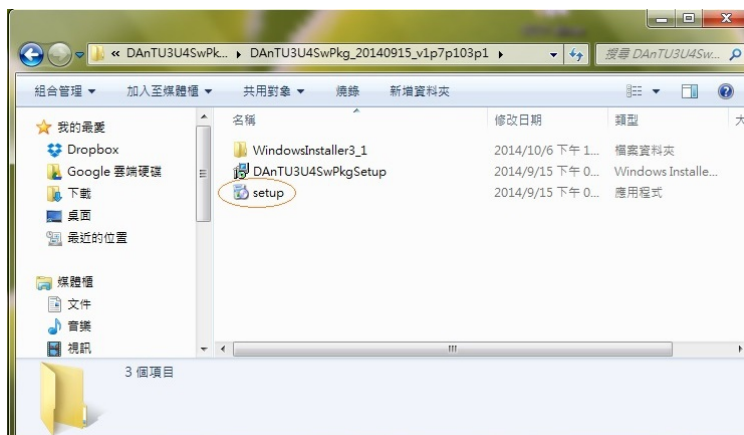 « DAnTU3U4SwPk... ▸ DAnTU3U4SwPkg_20140915_v1p7p103p1 ▸
搜尋 DAnTU3U4Sw...
組合管理 ▾ 加入至媒體櫃 ▾ 共用對象 ▾ 燒錄 新增資料夾
我的最愛
Dropbox
Google 雲端硬碟
下載
桌面
最近的位置
媒體櫃
文件
音樂
視訊
名稱 修改日期 類型 大
WindowsInstaller3_1 2014/10/6 下午 1... 檔案資料夾
DAnTU3U4SwPkgSetup 2014/9/15 下午 0... Windows Installe...
setup 2014/9/15 下午 0... 應用程式
3 個項目